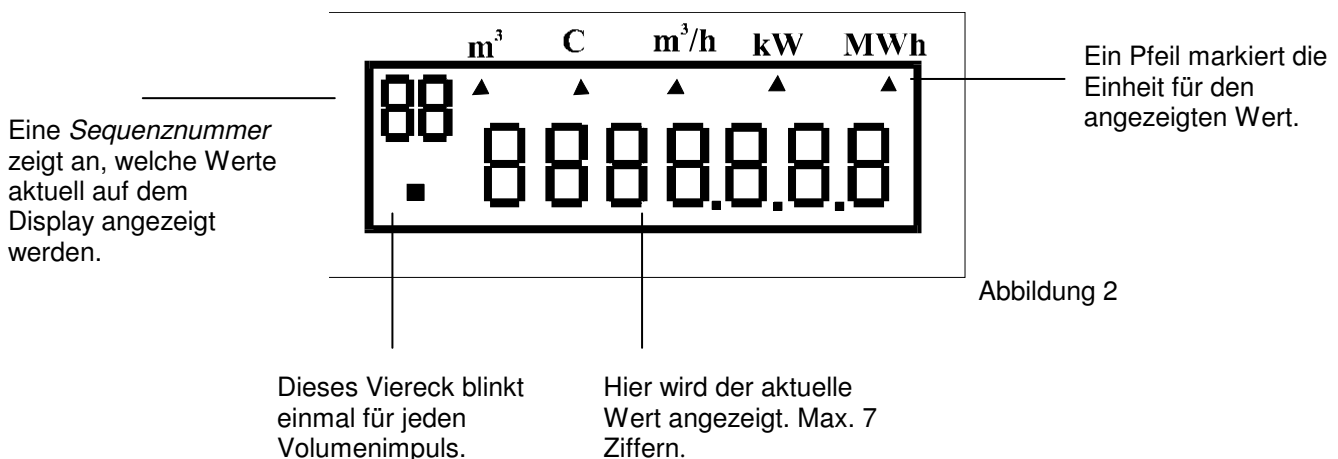 m³ C m³/h kW MWh
88
8888.8.8.8
Eine Sequenznummer
zeigt an, welche Werte
aktuell auf dem
Display angezeigt
werden.
Ein Pfeil markiert die
Einheit für den
angezeigten Wert.
Abbildung 2
Dieses Viereck blinkt
einmal für jeden
Volumenimpuls.
Hier wird der aktuelle
Wert angezeigt. Max. 7
Ziffern.